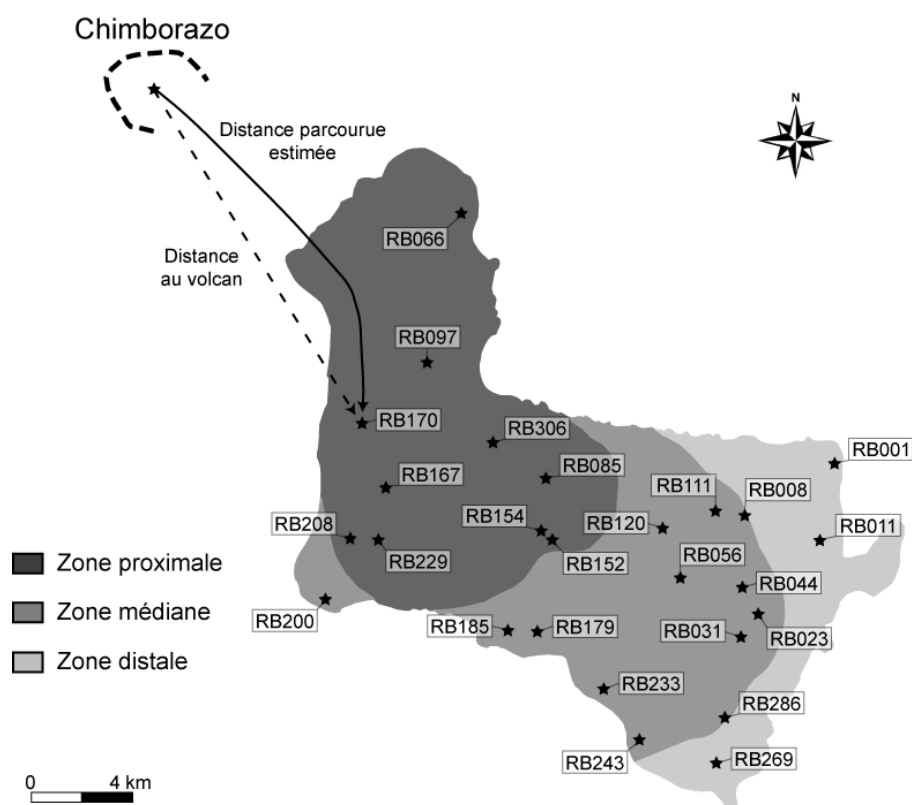 Chimborazo
N
Distance parcourue
estimée
Distance
au volcan
RB066
RB097
RB170
RB306
RB001
RB085
RB167
RB111
RB008
RB154
RB120
RB011
RB208
RB229
RB152
RB056
RB044
RB200
RB185
RB179
RB031
RB023
RB233
RB286
RB243
RB269
Zone proximale
Zone médiane
Zone distale
0 4 km